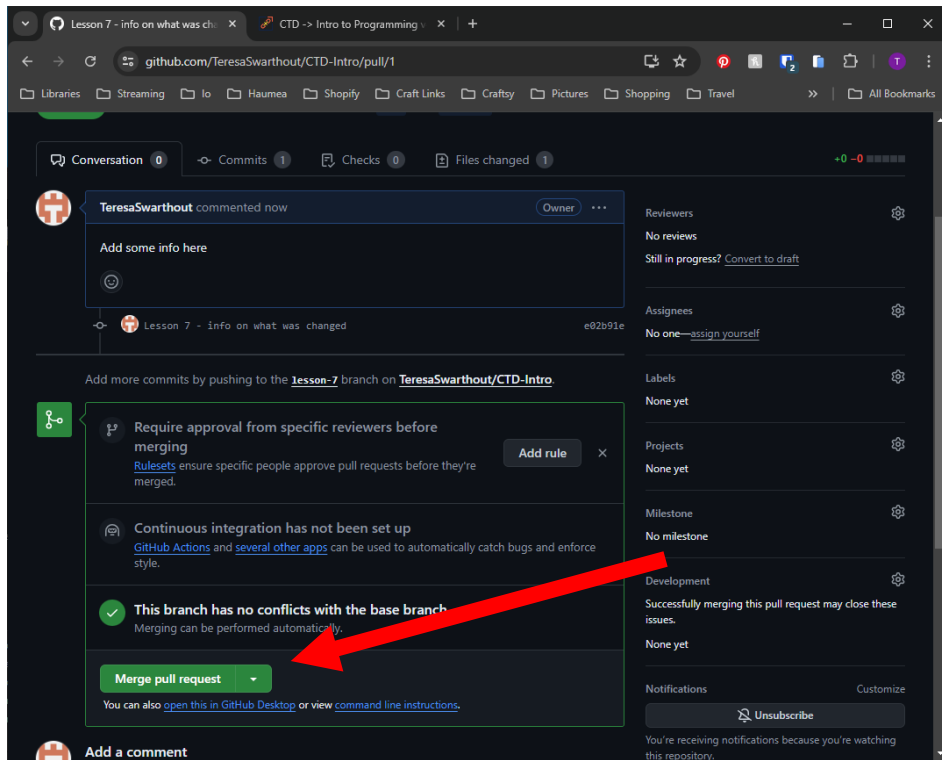 Lesson 7 - info on what was cha
CTD -> Intro to Programming v
github.com/TeresaSwarthout/CTD-Intro/pull/1
2
T
Libraries
Streaming
Io
Haumea
Shopify
Craft Links
Craftsy
Pictures
Shopping
Travel
All Bookmarks
Conversation 0
Commits 1
Checks 0
Files changed 1
+0 −0
TeresaSwarthout commented now
Owner
Add some info here
Lesson 7 - info on what was changed
e02b91e
Add more commits by pushing to the lesson-7 branch on TeresaSwarthout/CTD-Intro.
Require approval from specific reviewers before
merging
Rulesets ensure specific people approve pull requests before they're
merged.
Add rule
Continuous integration has not been set up
GitHub Actions and several other apps can be used to automatically catch bugs and enforce
style.
This branch has no conflicts with the base branch
Merging can be performed automatically.
Merge pull request
You can also open this in GitHub Desktop or view command line instructions.
Add a comment
Reviewers
No reviews
Still in progress? Convert to draft
Assignees
No one—assign yourself
Labels
None yet
Projects
None yet
Milestone
No milestone
Development
Successfully merging this pull request may close these
issues.
None yet
Notifications
Customize
Unsubscribe
You're receiving notifications because you're watching
this repository.